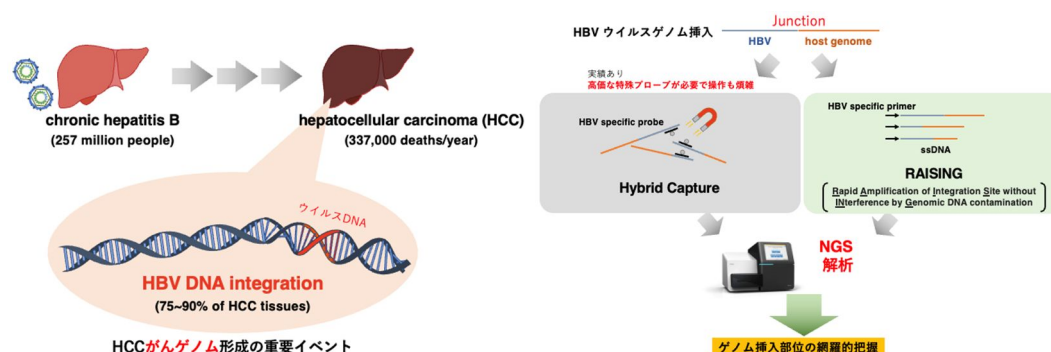 chronic hepatitis B
(257 million people)
hepatocellular carcinoma (HCC)
(337,000 deaths/year)
ウイルスDNA
HBV DNA integration
(75~90% of HCC tissues)
HCCがんゲノム形成の重要イベント
HBV ウイルスゲノム挿入
Junction
HBV
host genome
実績あり
高価な特殊プローブが必要で操作も煩雑
HBV specific probe
Hybrid Capture
HBV specific primer
ssDNA
RAISING
Rapid Amplification of Integration Site without
INterference by Genomic DNA contamination
NGS
解析
ゲノム挿入部位の網羅的把握